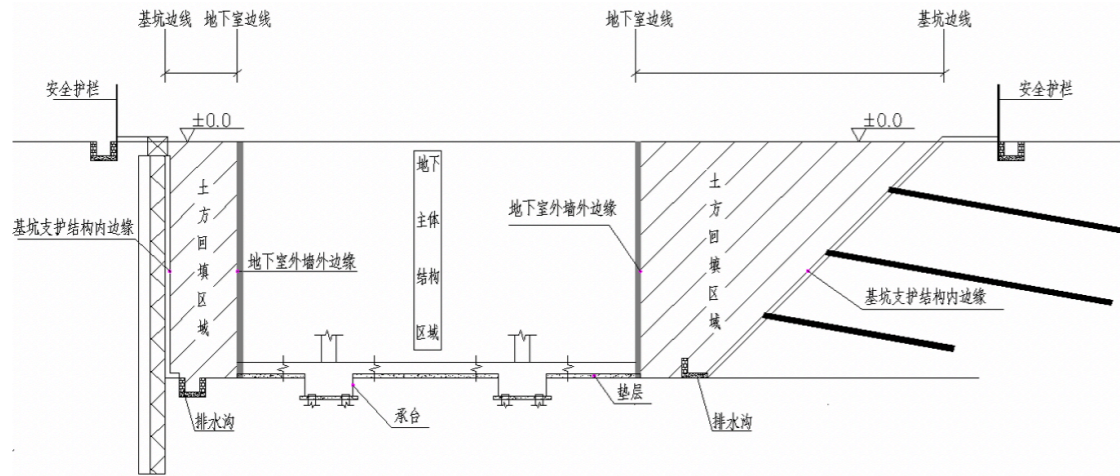 基坑边线 地下室边线 地下室边线 基坑边线
安全护栏 安全护栏
±0.0 ±0.0
地下主体结构区域
土方回填区域 土方回填区域
地下室外墙外边缘
基坑支护结构内边缘
地下室外墙外边缘
基坑支护结构内边缘
垫层
排水沟 承台 排水沟